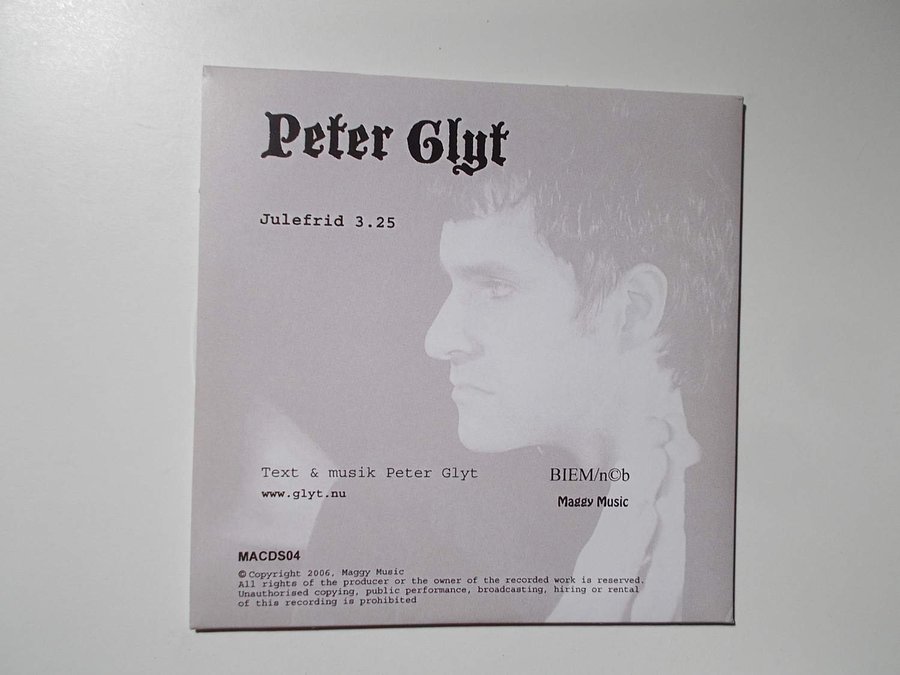 Peter Glyt
Julefrid 3.25
Text & musik Peter Glyt
www.glyt.nu
BIEM/n©b
Maggy Music
MACDS04
© Copyright 2006, Maggy Music
All rights of the producer or the owner of the recorded work is reserved.
Unauthorised copying, public performance, broadcasting, hiring or rental
of this recording is prohibited